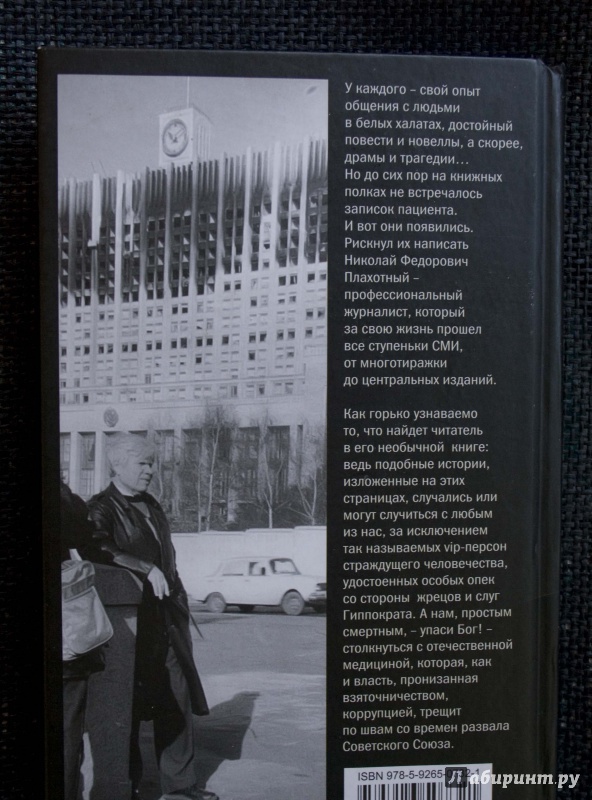 У каждого – свой опыт
общения с людьми
в белых халатах, достойный
повести и новеллы, а скорее,
драмы и трагедии...
Но до сих пор на книжных
полках не встречалось
записок пациента.
И вот они появились.
Рискнул их написать
Николай Федорович
Плахотный –
профессиональный
журналист, который
за свою жизнь прошел
все ступеньки СМИ,
от многотиражки
до центральных изданий.
Как горько узнаваемо
то, что найдет читатель
в его необычной книге:
ведь подобные истории,
изложенные на этих
страницах, случались или
могут случиться с любым
из нас, за исключением
так называемых vip-персон
страждущего человечества,
удостоенных особых опек
со стороны жрецов и слуг
Гиппократа. А нам, простым
смертным, – упаси Бог! –
столкнуться с отечественной
медициной, которая, как
и власть, пронизанная
взяточничеством,
коррупцией, трещит
по швам со времен развала
Советского Союза.
ISBN 978-5-9265-
Лабиринт.ру